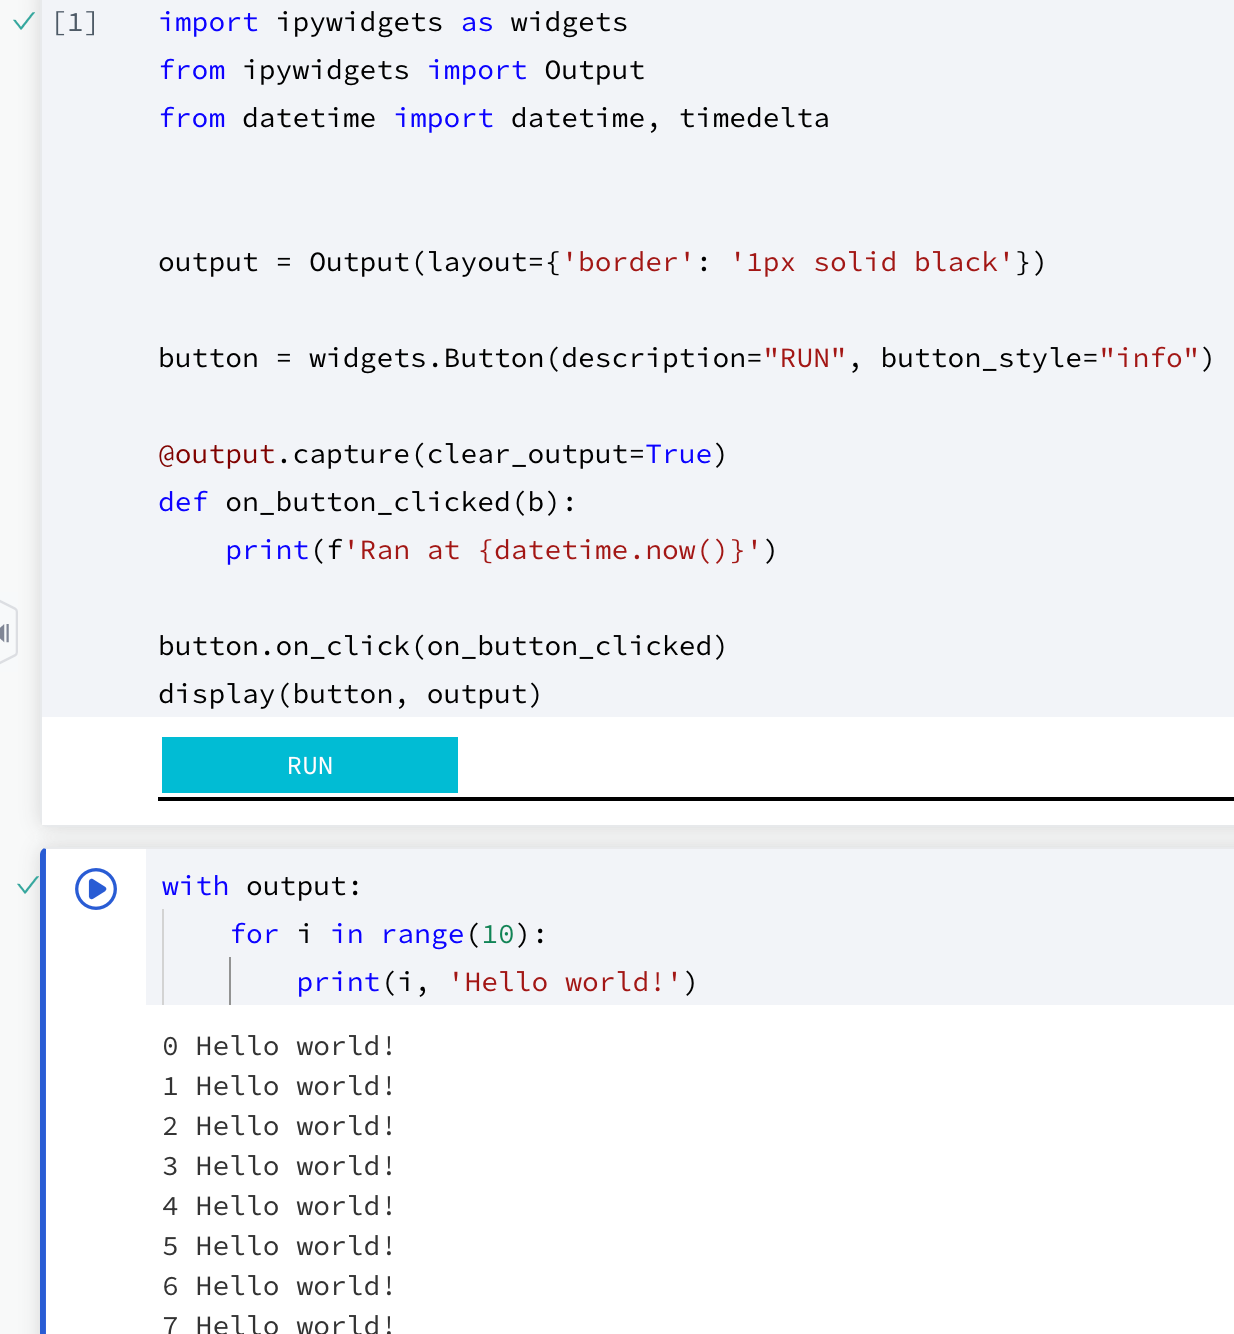 [1] import ipywidgets as widgets
from ipywidgets import Output
from datetime import datetime, timedelta
output = Output(layout={'border': '1px solid black'})
button = widgets.Button(description="RUN", button_style="info")
@output.capture(clear_output=True)
def on_button_clicked(b):
    print(f'Ran at {datetime.now()}')
button.on_click(on_button_clicked)
display(button, output)
RUN
with output:
    for i in range(10):
        print(i, 'Hello world!')
0 Hello world!
1 Hello world!
2 Hello world!
3 Hello world!
4 Hello world!
5 Hello world!
6 Hello world!
7 Hello world!